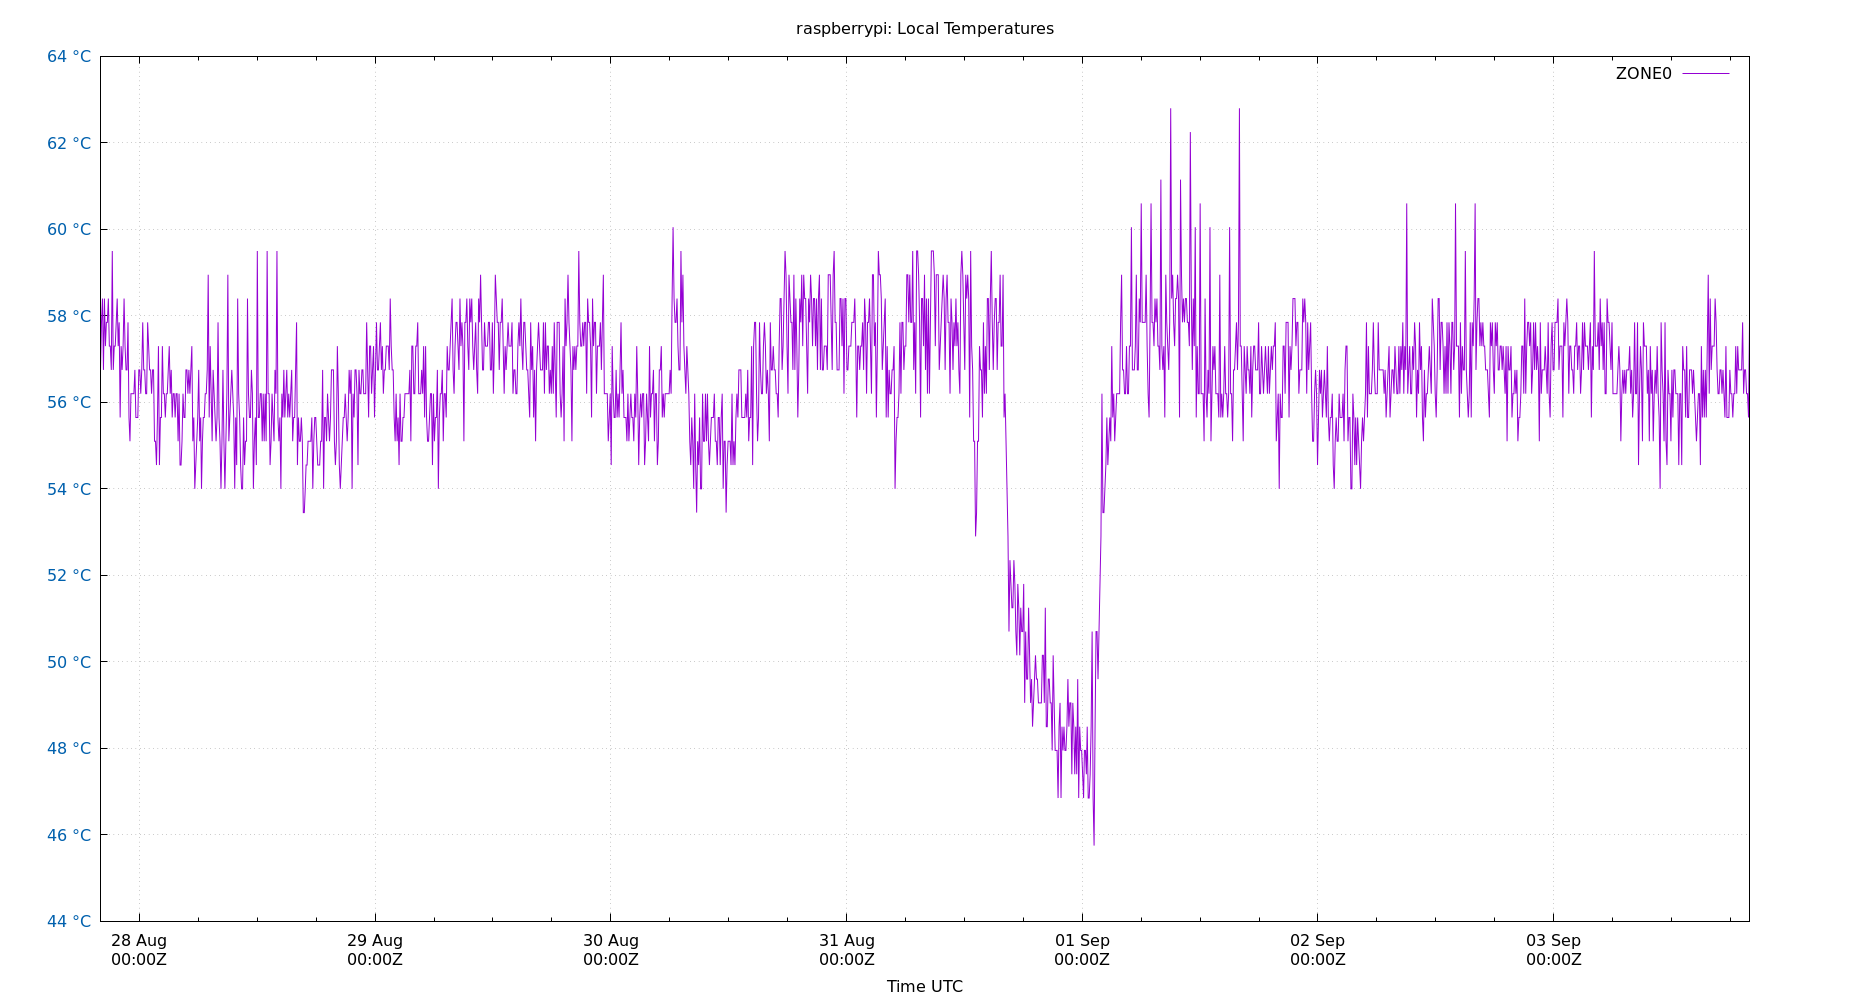 raspberrypi: Local Temperatures
ZONE0
64 °C
62 °C
60 °C
58 °C
56 °C
54 °C
52 °C
50 °C
48 °C
46 °C
44 °C
28 Aug 29 Aug 30 Aug 31 Aug 01 Sep 02 Sep 03 Sep
00:00Z 00:00Z 00:00Z 00:00Z 00:00Z 00:00Z 00:00Z
Time UTC